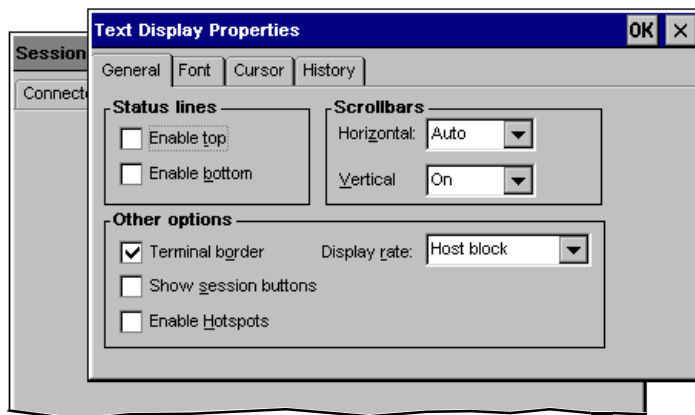 Text Display Properties OK ×
Session
General Font Cursor History
Connect
Status lines
Enable top
Enable bottom
Scrollbars
Horizontal: Auto
Vertical On
Other options
Terminal border Display rate: Host block
Show session buttons
Enable Hotspots